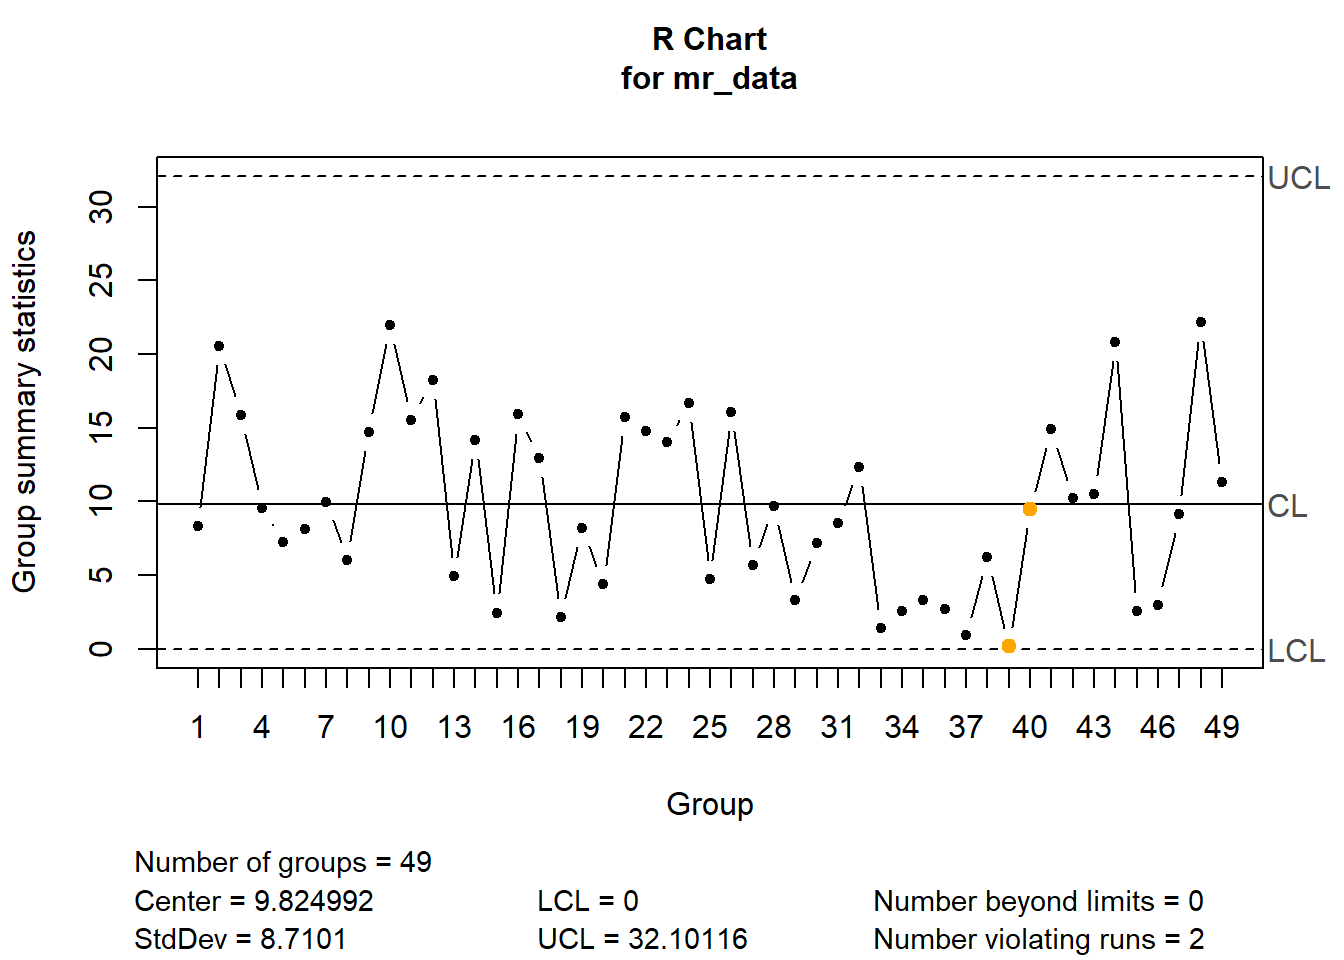 R Chart
for mr_data
Group summary statistics
30
25
20
15
10
5
0
UCL
CL
LCL
1 4 7 10 13 16 19 22 25 28 31 34 37 40 43 46 49
Group
Number of groups = 49
Center = 9.824992 LCL = 0 Number beyond limits = 0
StdDev = 8.7101 UCL = 32.10116 Number violating runs = 2